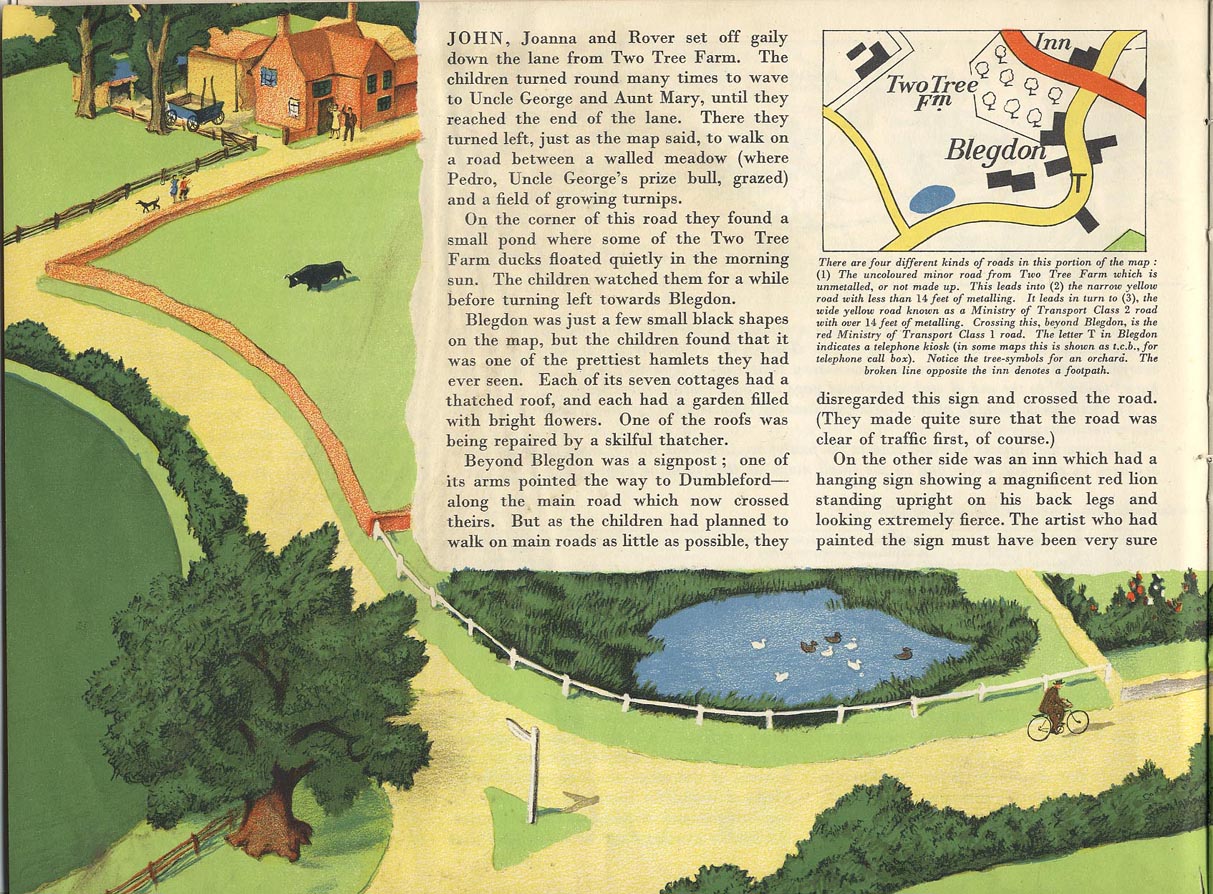 JOHN, Joanna and Rover set off gaily
down the lane from Two Tree Farm. The
children turned round many times to wave
to Uncle George and Aunt Mary, until they
reached the end of the lane. There they
turned left, just as the map said, to walk on
a road between a walled meadow (where
Pedro, Uncle George's prize bull, grazed)
and a field of growing turnips.
On the corner of this road they found a
small pond where some of the Two Tree
Farm ducks floated quietly in the morning
sun. The children watched them for a while
before turning left towards Blegdon.
Blegdon was just a few small black shapes
on the map, but the children found that it
was one of the prettiest hamlets they had
ever seen. Each of its seven cottages had a
thatched roof, and each had a garden filled
with bright flowers. One of the roofs was
being repaired by a skilful thatcher.
Beyond Blegdon was a signpost ; one of
its arms pointed the way to Dumbleford—
along the main road which now crossed
theirs. But as the children had planned to
walk on main roads as little as possible, they
Inn
Two Tree
Fm
Blegdon
T
There are four different kinds of roads in this portion of the map :
(1) The uncoloured minor road from Two Tree Farm which is
unmetalled, or not made up. This leads into (2) the narrow yellow
road with less than 14 feet of metalling. It leads in turn to (3), the
wide yellow road known as a Ministry of Transport Class 2 road
with over 14 feet of metalling. Crossing this, beyond Blegdon, is the
red Ministry of Transport Class 1 road. The letter T in Blegdon
indicates a telephone kiosk (in some maps this is shown as t.c.b., for
telephone call box). Notice the tree-symbols for an orchard. The
broken line opposite the inn denotes a footpath.
disregarded this sign and crossed the road.
(They made quite sure that the road was
clear of traffic first, of course.)
On the other side was an inn which had a
hanging sign showing a magnificent red lion
standing upright on his back legs and
looking extremely fierce. The artist who had
painted the sign must have been very sure